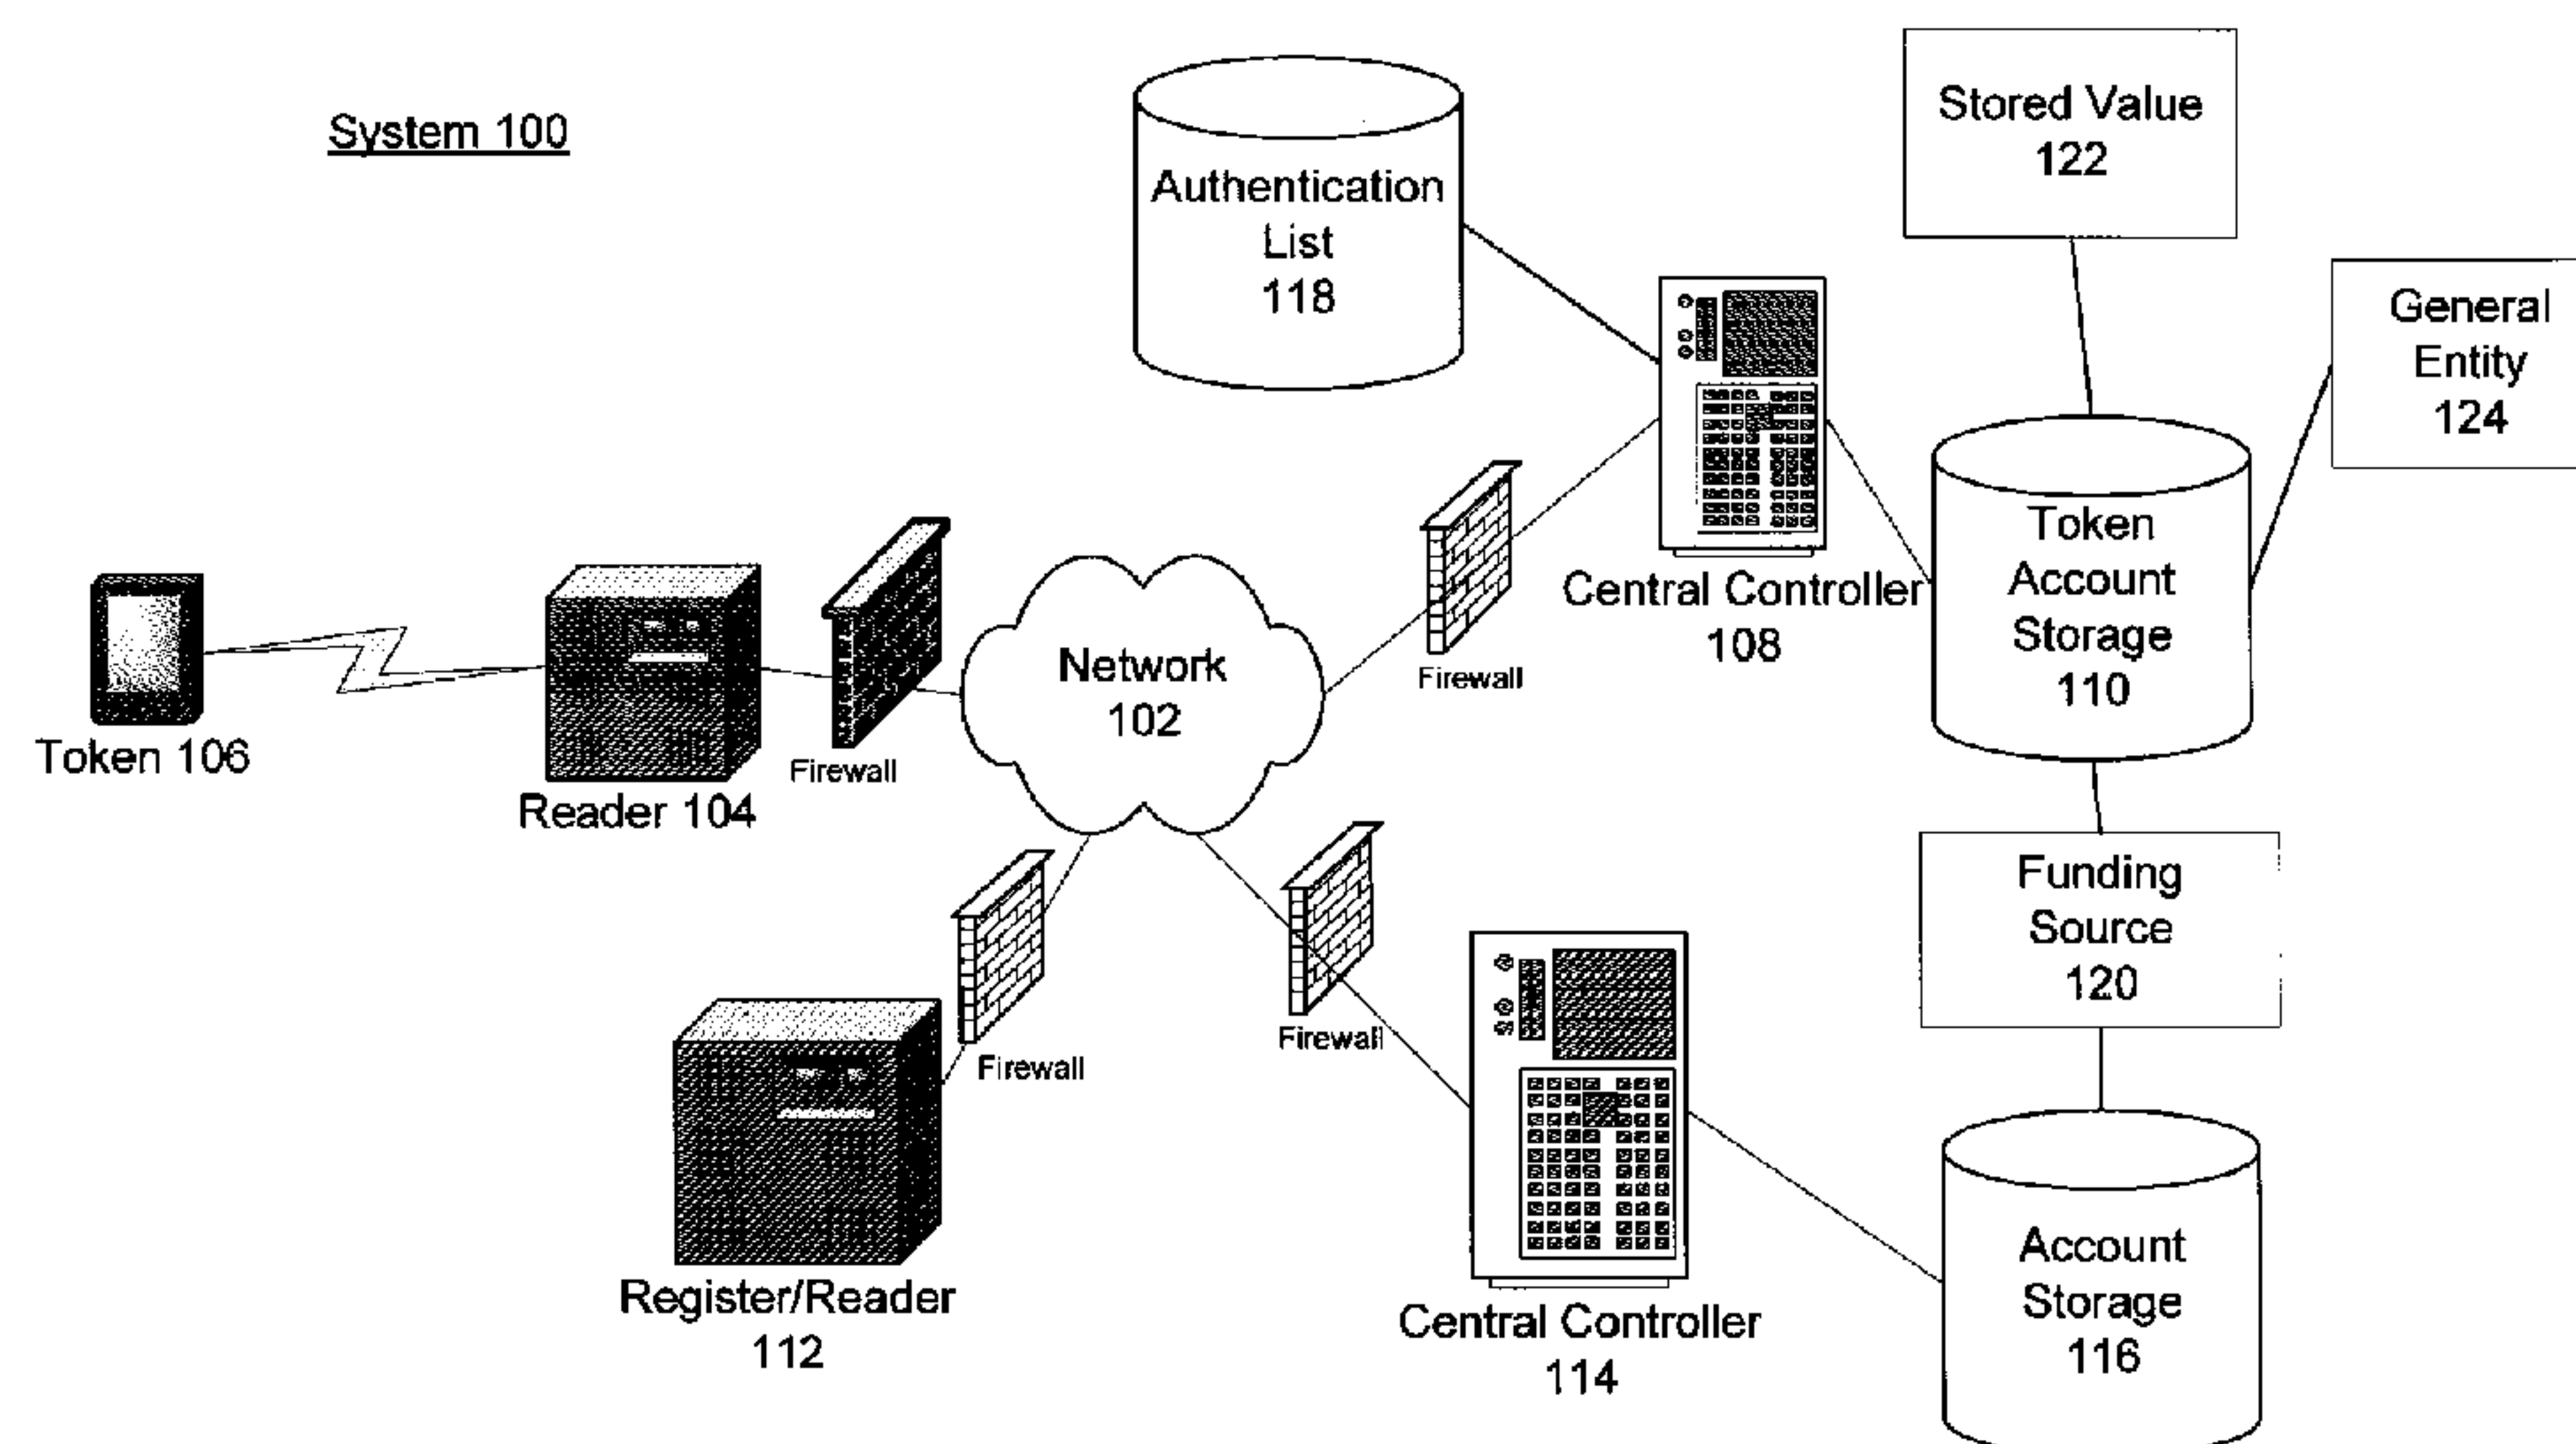 System 100
Authentication
List
118
Stored Value
122
General
Entity
124
Token
Account
Storage
110
Central Controller
108
Firewall
Network
102
Token 106
Reader 104
Firewall
Firewall
Firewall
Funding
Source
120
Register/Reader
112
Central Controller
114
Account
Storage
116